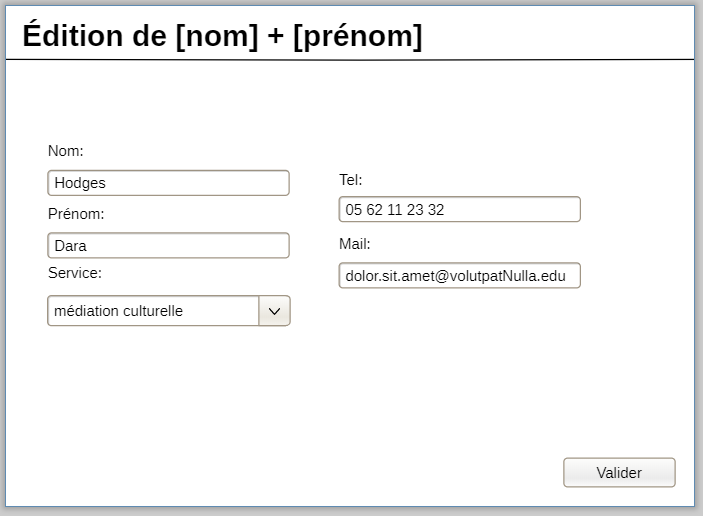 Édition de [nom] + [prénom]
Nom:
Hodges
Prénom:
Dara
Service:
médiation culturelle
Tel:
05 62 11 23 32
Mail:
dolor.sit.amet@volutpatNulla.edu
Valider